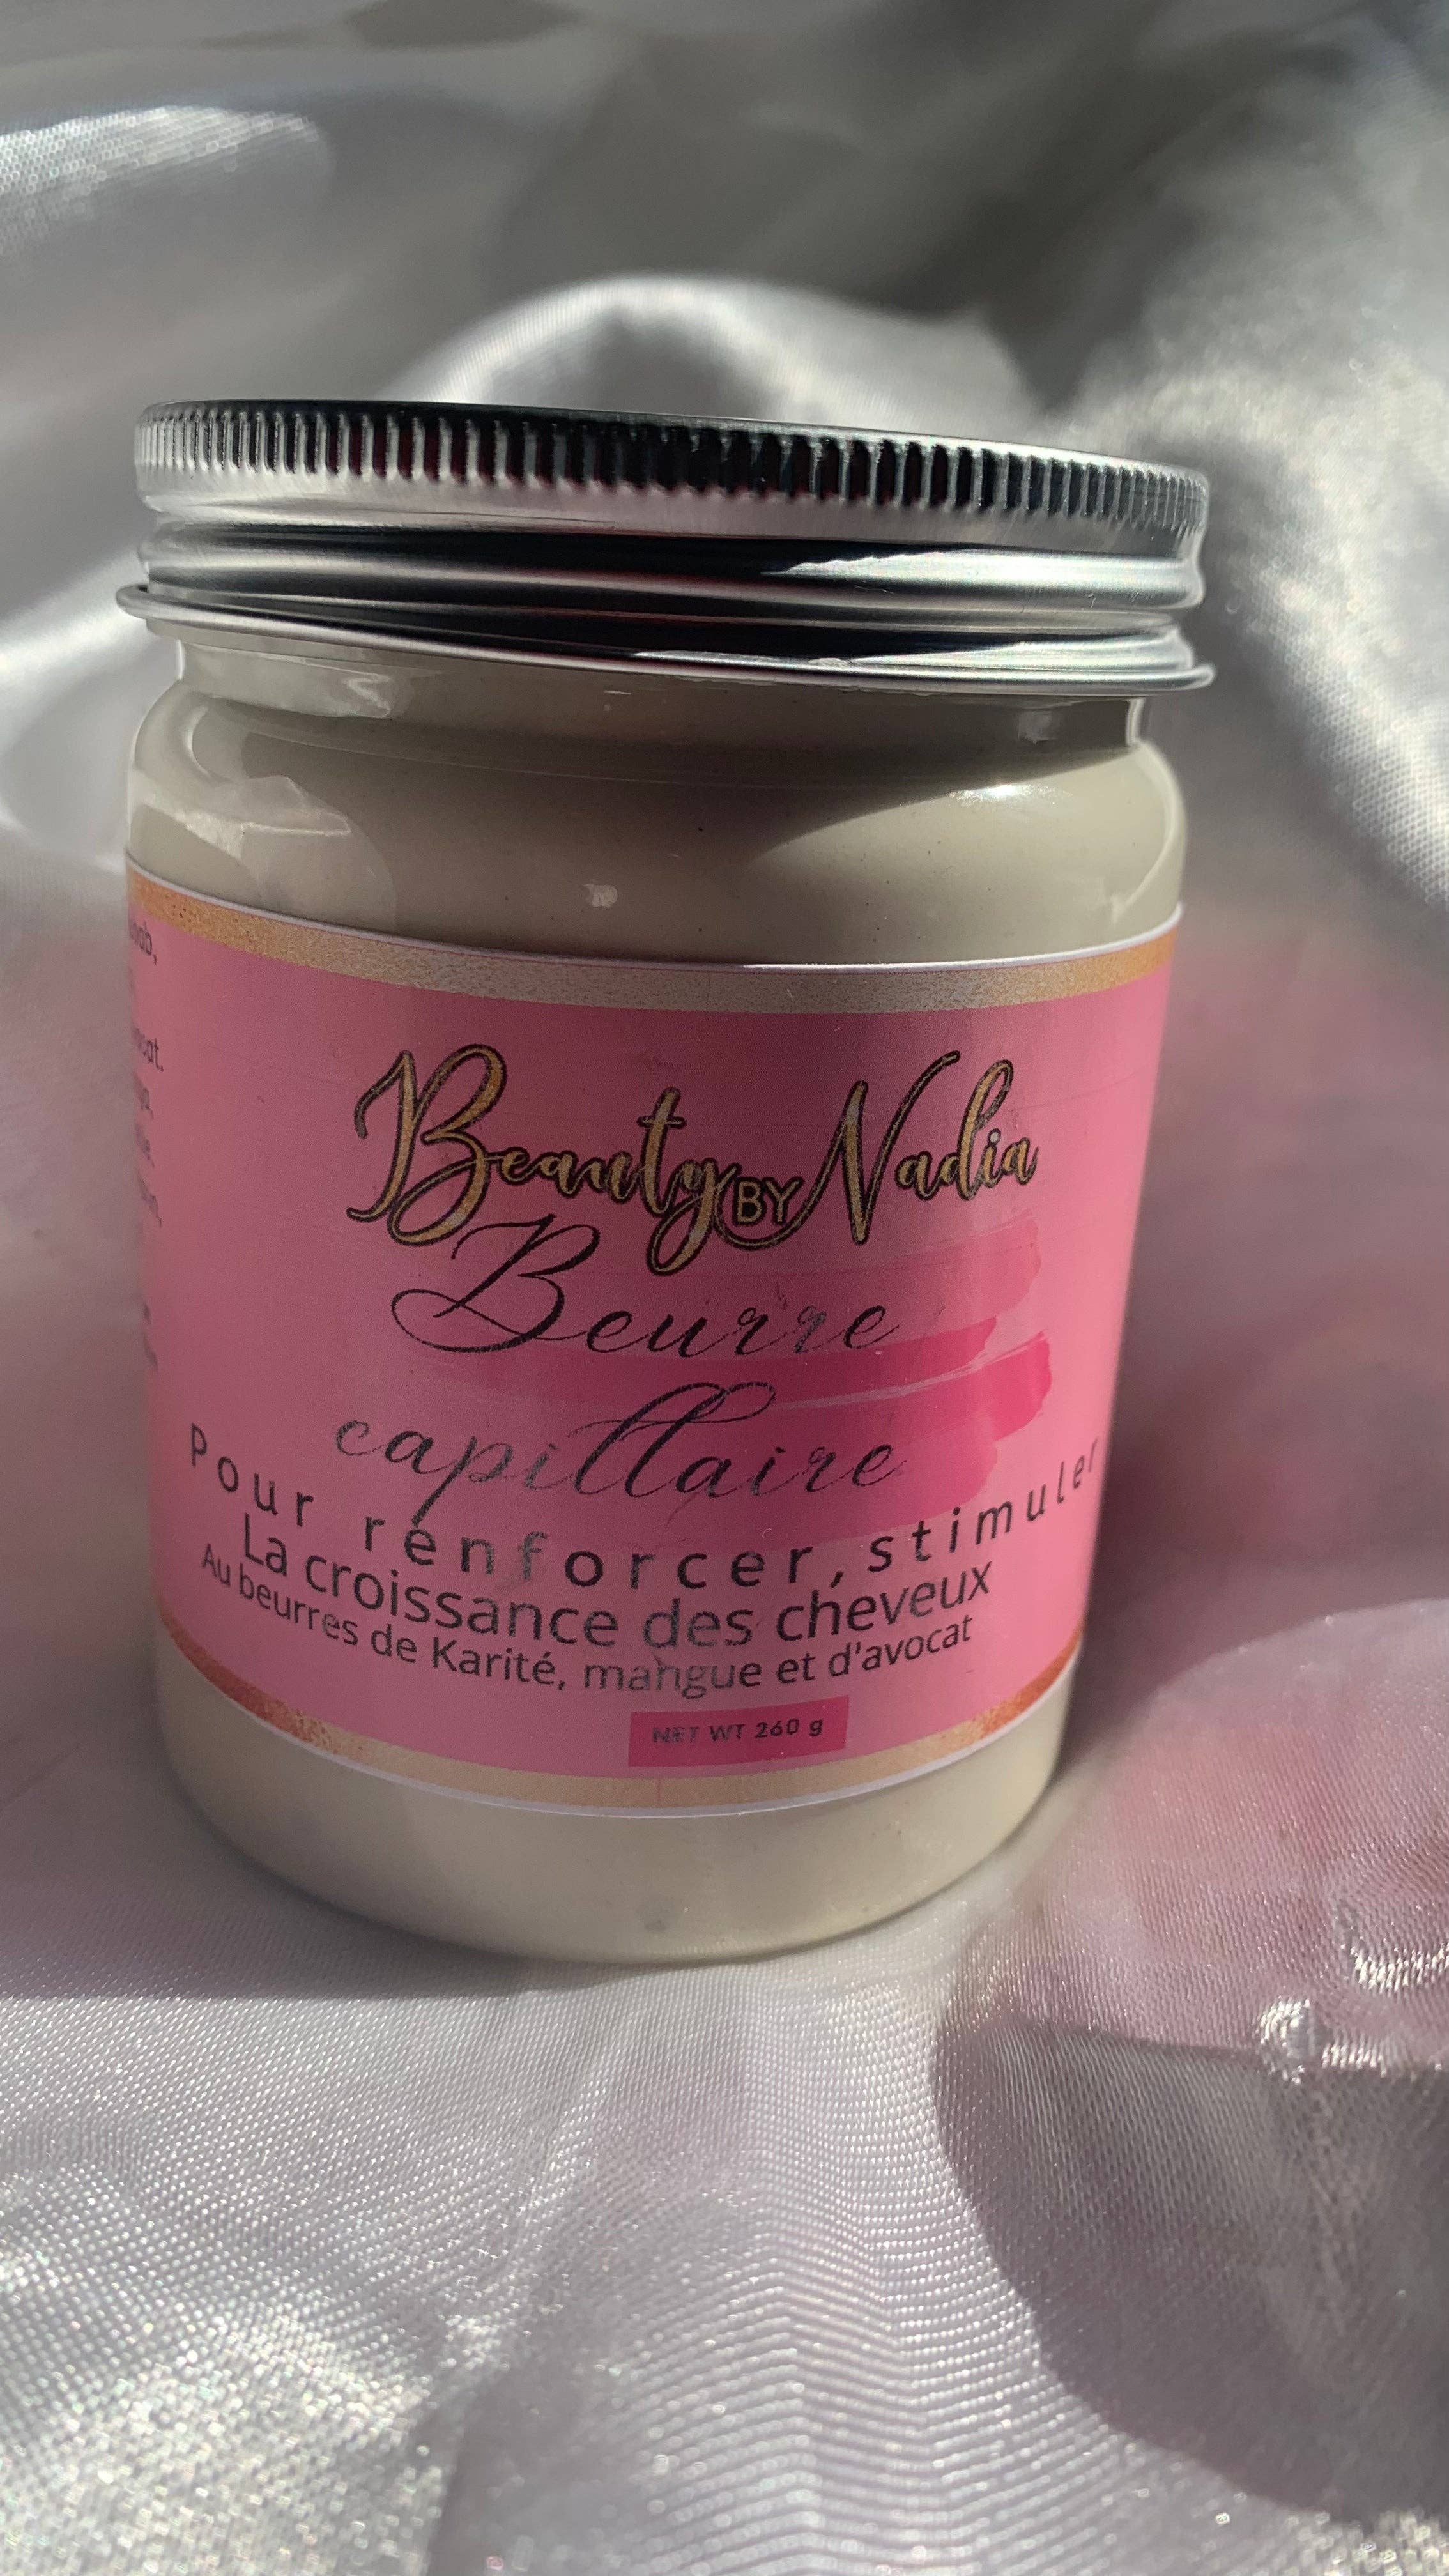 Beauty BY Nadia
Beurre
capillaire
Pour renforcer, stimuler
La croissance des cheveux
Au beurres de Karité, mangue et d'avocat
NET WT 260 g